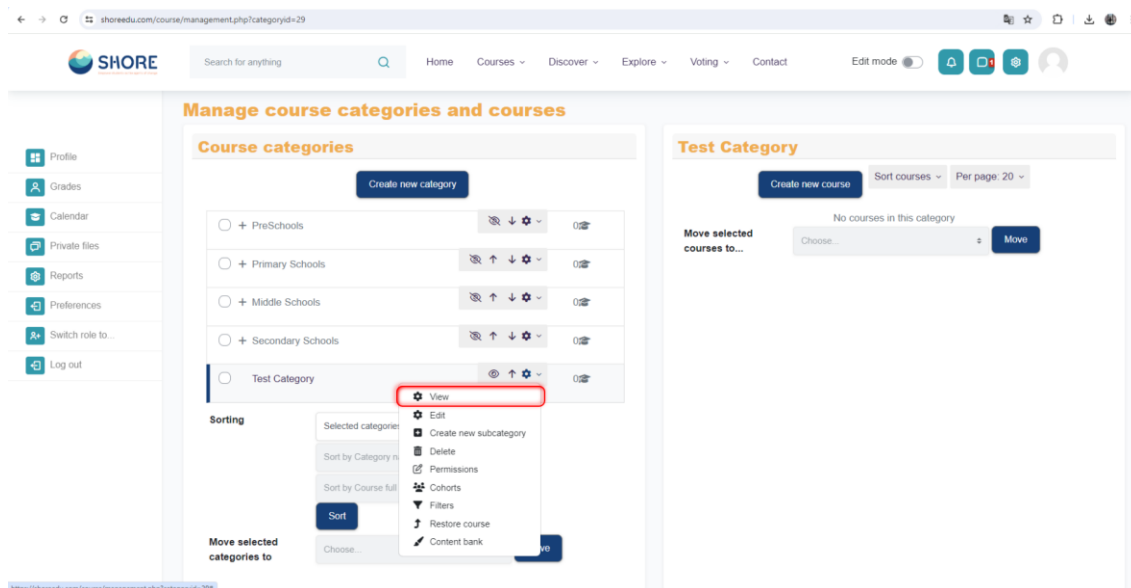 shoreedu.com/course/management.php?categoryid=29
SHORE
Search for anything
Home Courses Discover Explore Voting Contact
Edit mode
1
Manage course categories and courses
Profile
Grades
Calendar
Private files
Reports
Preferences
Switch role to...
Log out
Course categories
Create new category
PreSchools 0
Primary Schools 0
Middle Schools 0
Secondary Schools 0
Test Category 0
View
Edit
Create new subcategory
Delete
Permissions
Cohorts
Filters
Restore course
Content bank
Sorting
Selected categories
Sort by Category
Sort by Course full
Sort
Move selected
categories to
Choose...
Test Category
Create new course Sort courses Per page: 20
No courses in this category
Move selected
courses to...
Choose...
Move